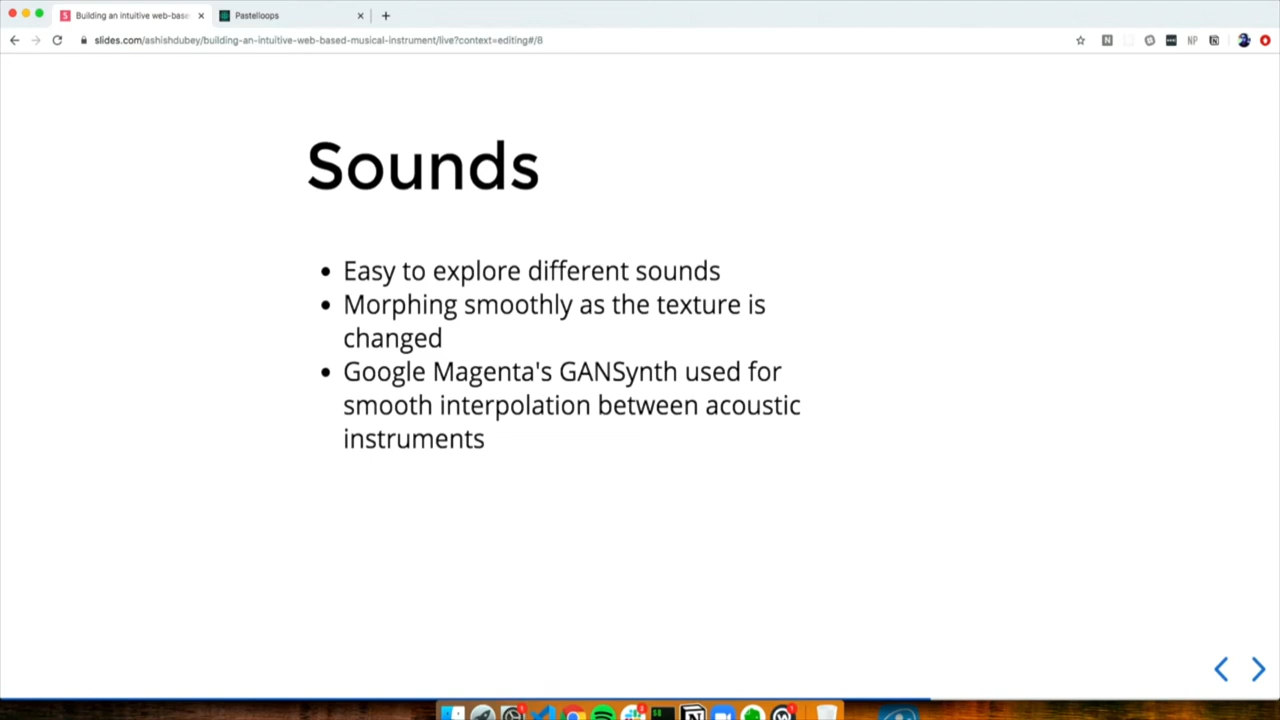 Building an intuitive web-base
Pastelloops
slides.com/ashishdubey/building-an-intuitive-web-based-musical-instrument/live?context=editing#/8
NP
Sounds
Easy to explore different sounds
Morphing smoothly as the texture is
changed
Google Magenta's GANSynth used for
smooth interpolation between acoustic
instruments